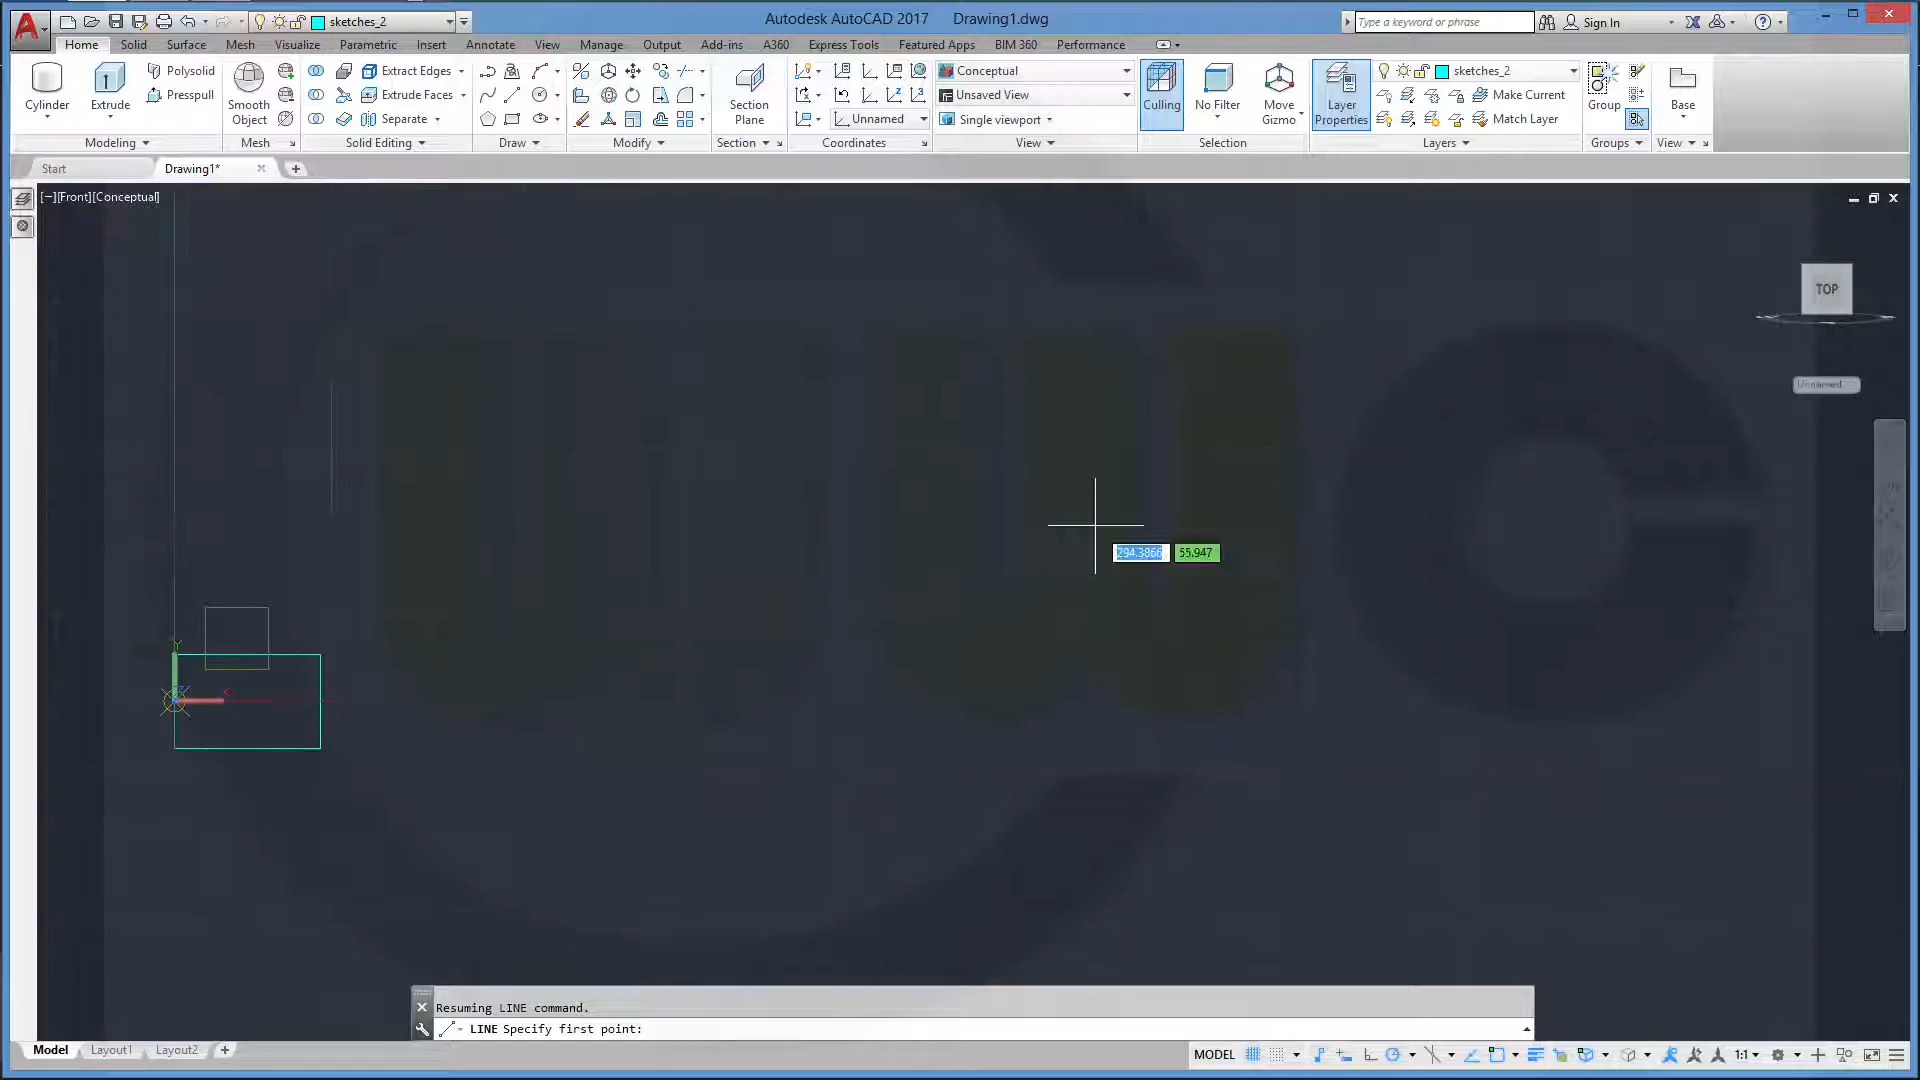 sketches_2
Autodesk AutoCAD 2017 Drawing1.dwg
Type a keyword or phrase
Sign In
Home Solid Surface Mesh Visualize Parametric Insert Annotate View Manage Output Add-ins A360 Express Tools Featured Apps BIM 360 Performance
Cylinder
Extrude
Polysolid
Presspull
Smooth Object
Extract Edges
Extrude Faces
Separate
Section Plane
Unnamed
Conceptual
Unsaved View
Single viewport
Culling
No Filter
Move Gizmo
Layer Properties
sketches_2
Make Current
Match Layer
Group
Base
Modeling Mesh Solid Editing Draw Modify Section Coordinates View Selection Layers Groups View
Start Drawing1*
[−][Front][Conceptual]
TOP
Unnamed
294.3866 55.947
Y
Resuming LINE command.
LINE Specify first point:
Model Layout1 Layout2
MODEL 1:1